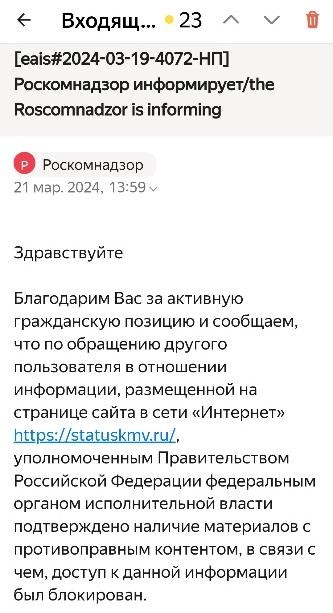 Входящ... 23
[eais#2024-03-19-4072-НП]
Роскомнадзор информирует/the
Roscomnadzor is informing
Р Роскомнадзор
21 мар. 2024, 13:59
Здравствуйте
Благодарим Вас за активную
гражданскую позицию и сообщаем,
что по обращению другого
пользователя в отношении
информации, размещенной на
странице сайта в сети «Интернет»
https://statuskmv.ru/,
уполномоченным Правительством
Российской Федерации федеральным
органом исполнительной власти
подтверждено наличие материалов с
противоправным контентом, в связи с
чем, доступ к данной информации
был блокирован.